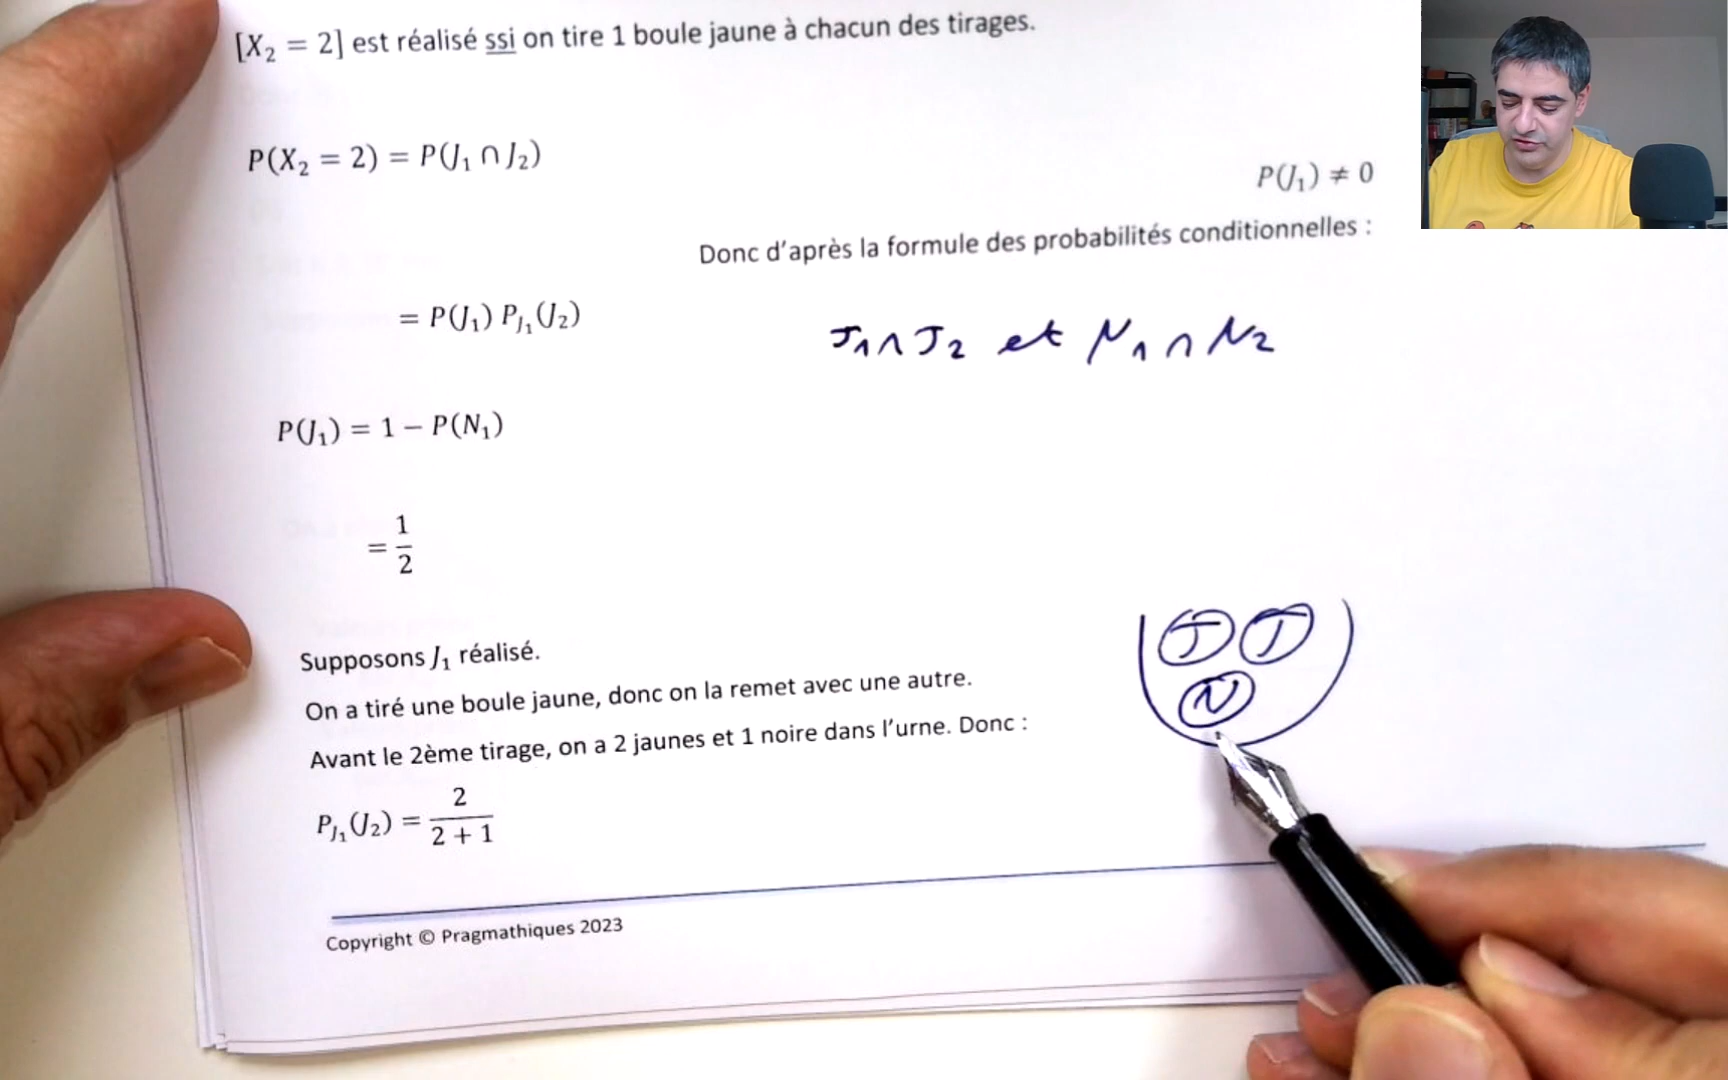 [X₂ = 2] est réalisé ssi on tire 1 boule jaune à chacun des tirages.
P(X₂ = 2) = P(J₁ ∩ J₂)
P(J₁) ≠ 0
Donc d'après la formule des probabilités conditionnelles :
= P(J₁) P_J₁(J₂)
J₁ ∩ J₂ et N₁ ∩ N₂
P(J₁) = 1 − P(N₁)
= 1/2
Supposons J₁ réalisé.
On a tiré une boule jaune, donc on la remet avec une autre.
Avant le 2ème tirage, on a 2 jaunes et 1 noire dans l'urne. Donc :
J J
N
P_J₁(J₂) = 2/(2 + 1)
Copyright © Pragmathiques 2023